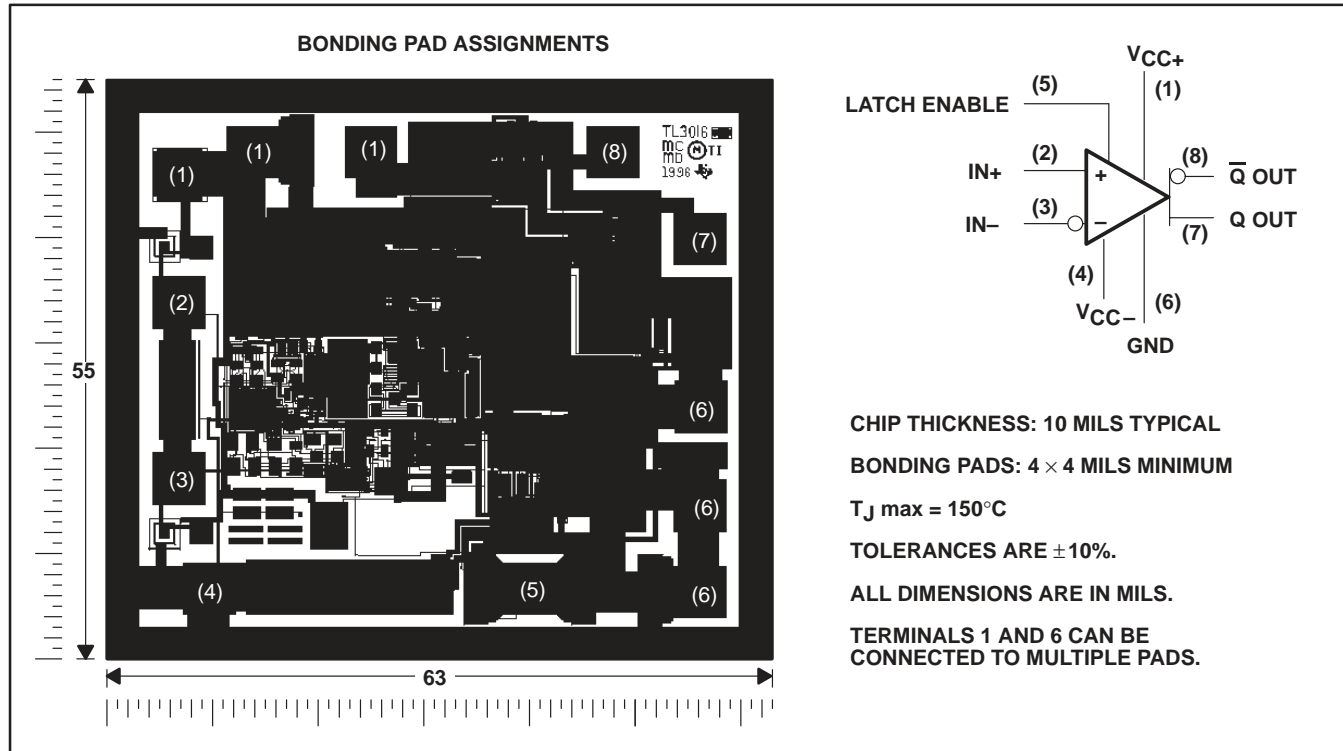 BONDING PAD ASSIGNMENTS
(1)
(1)
(1)
(8)
TL3016
MC
MD
TI
1996
(7)
(2)
(6)
(3)
(6)
(4)
(5)
(6)
55
63
VCC+
(5)
(1)
LATCH ENABLE
(2)
(8)
IN+
+
Q OUT
(3)
IN−
−
Q OUT
(7)
(4)
(6)
VCC−
GND
CHIP THICKNESS: 10 MILS TYPICAL
BONDING PADS: 4 × 4 MILS MINIMUM
TJ max = 150°C
TOLERANCES ARE ±10%.
ALL DIMENSIONS ARE IN MILS.
TERMINALS 1 AND 6 CAN BE
CONNECTED TO MULTIPLE PADS.